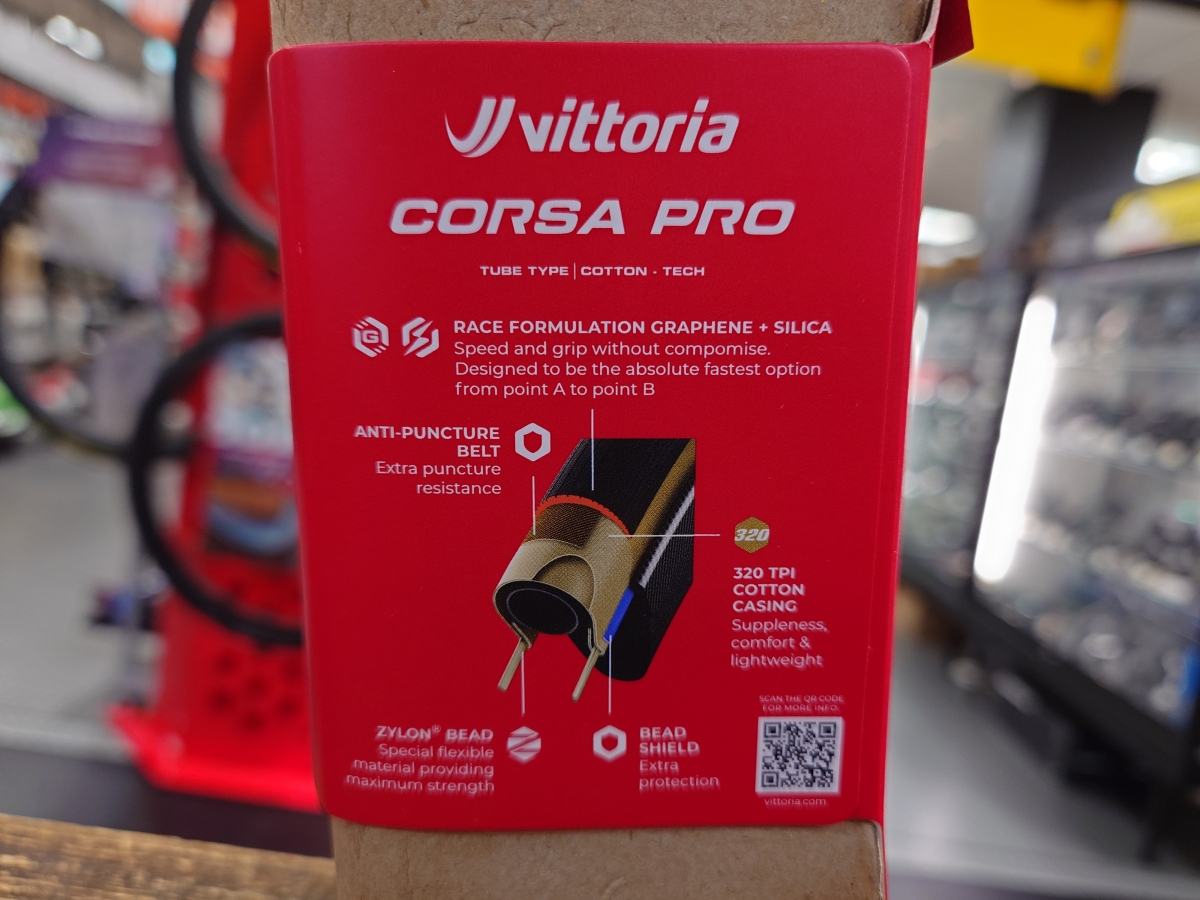 vittoria
CORSA PRO
TUBE TYPE | COTTON - TECH
G
RACE FORMULATION GRAPHENE + SILICA
Speed and grip without compomise.
Designed to be the absolute fastest option
from point A to point B
ANTI-PUNCTURE
BELT
Extra puncture
resistance
320
320 TPI
COTTON
CASING
Suppleness,
comfort &
lightweight
SCAN THE QR CODE
FOR MORE INFO.
ZYLON® BEAD
Special flexible
material providing
maximum strength
BEAD
SHIELD
Extra
protection
vittoria.com